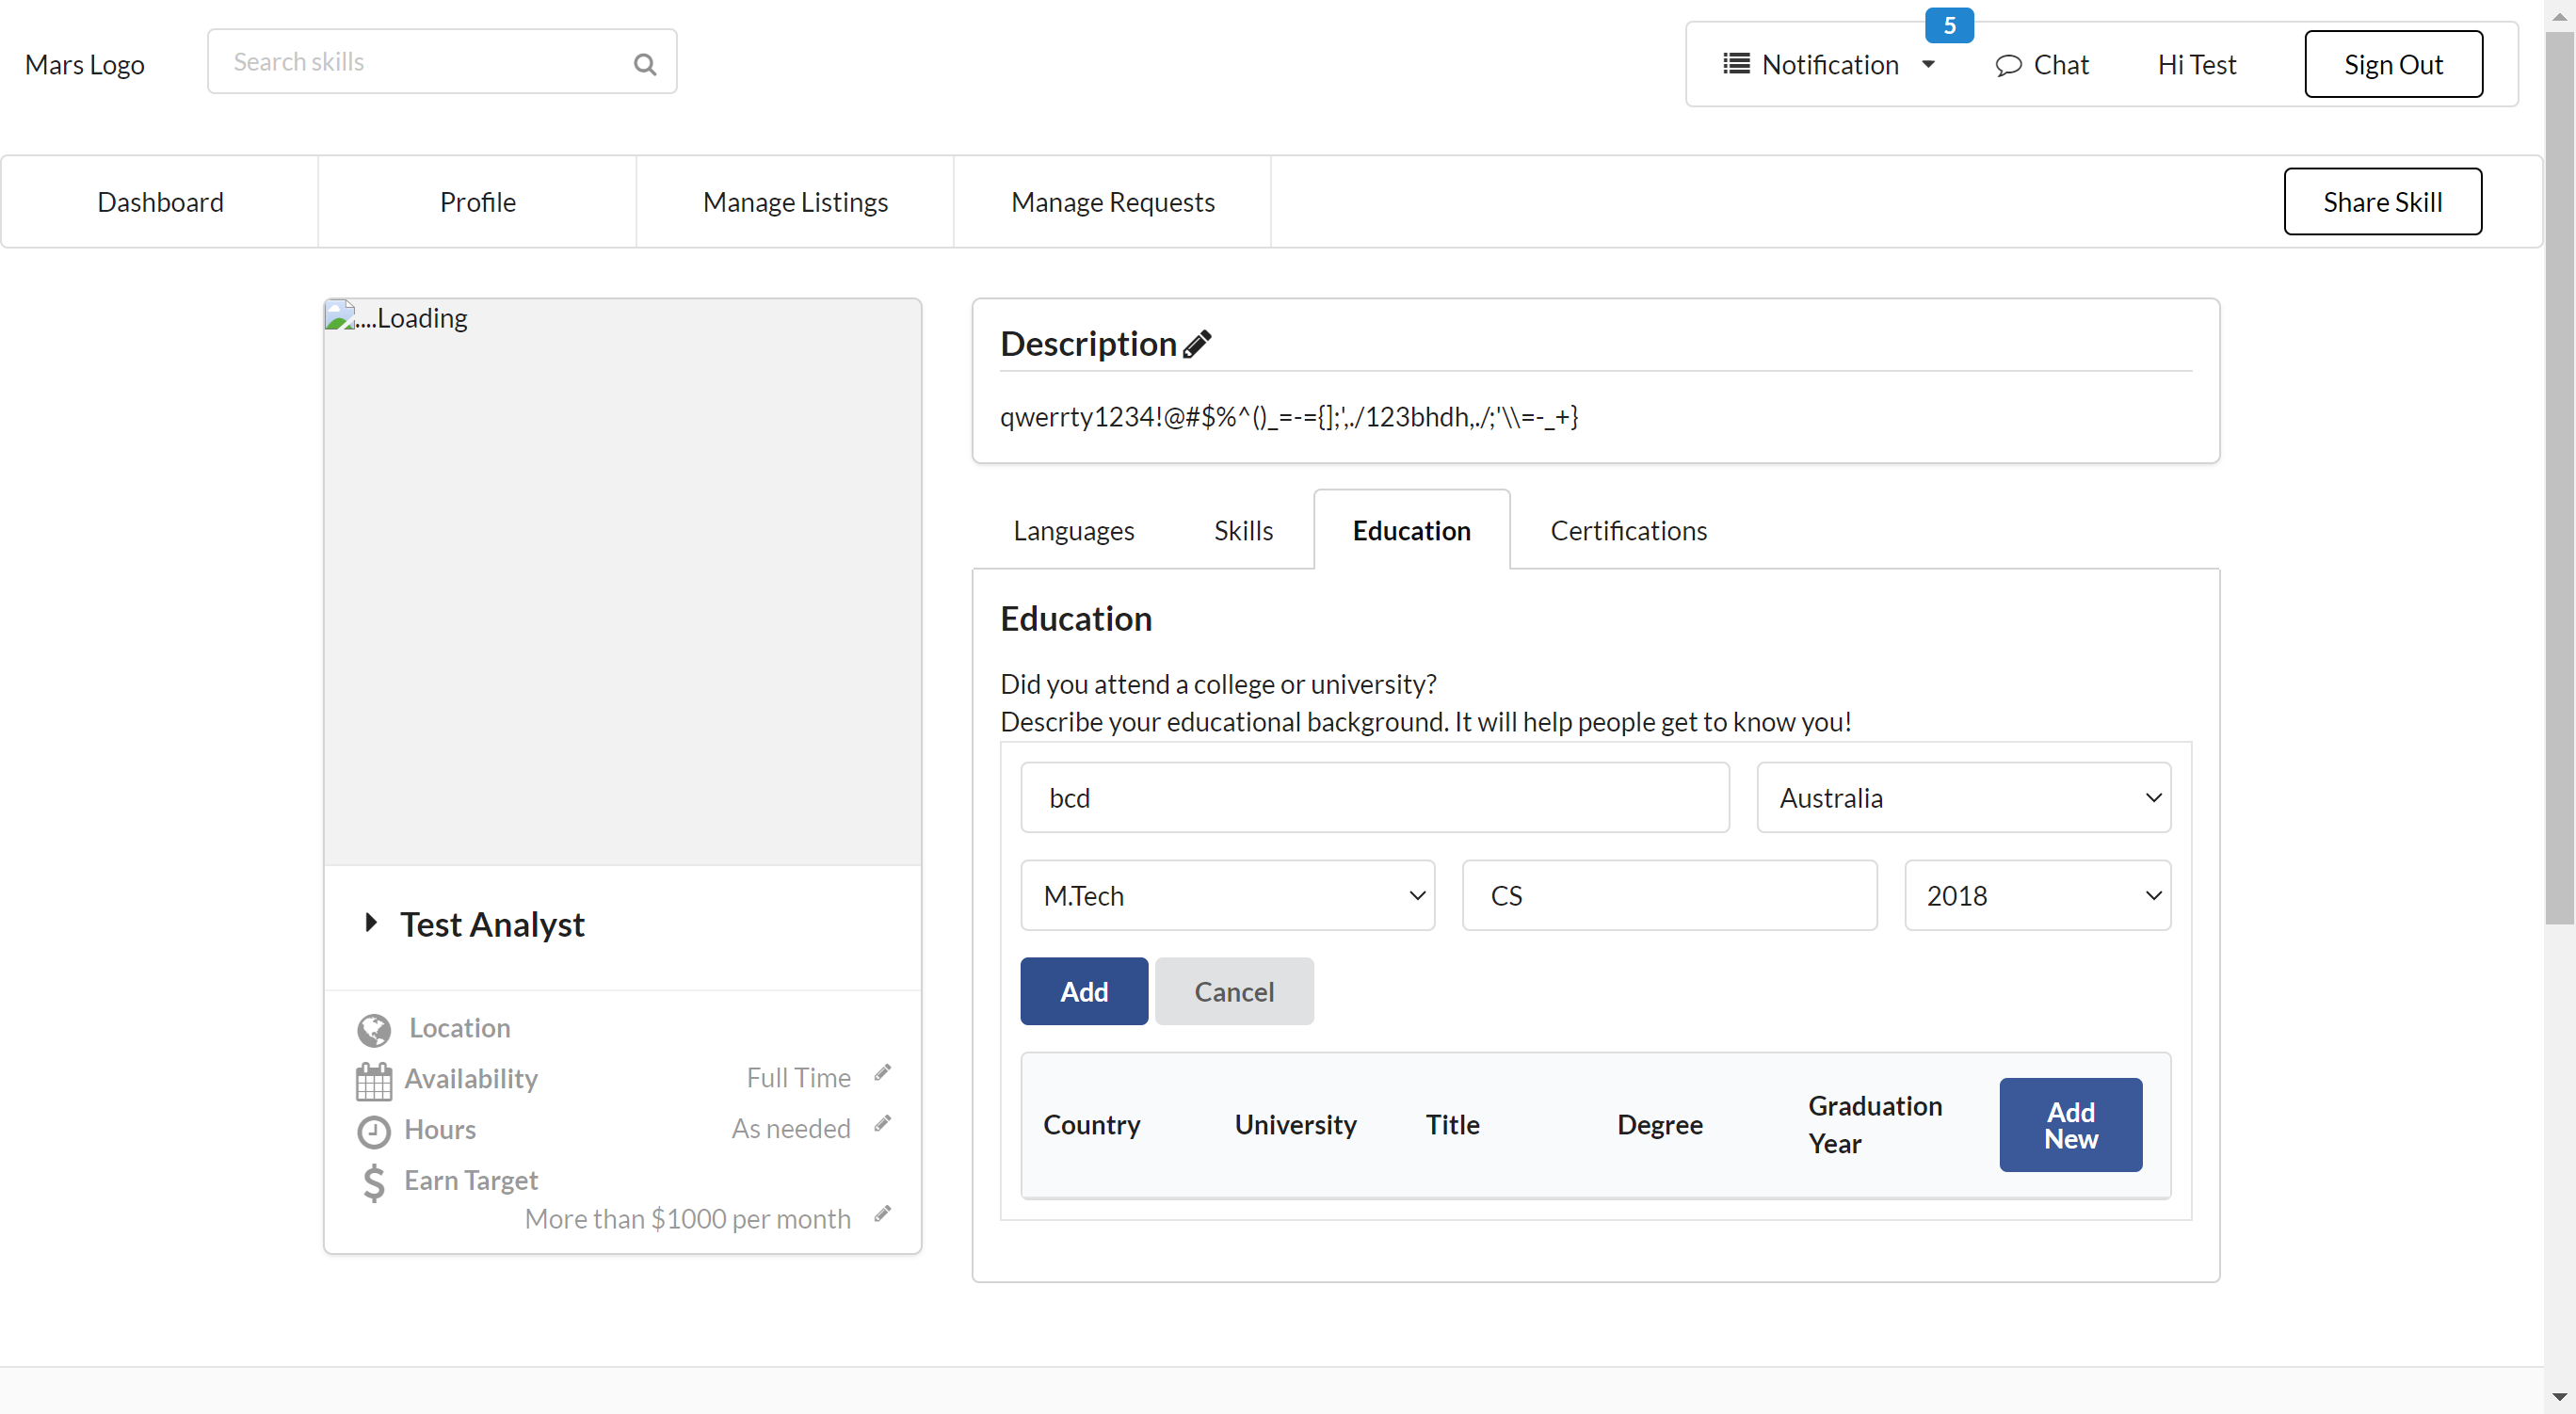 Mars Logo
Search skills
Notification
5
Chat
Hi Test
Sign Out
Dashboard
Profile
Manage Listings
Manage Requests
Share Skill
....Loading
Test Analyst
Location
Availability
Full Time
Hours
As needed
Earn Target
More than $1000 per month
Description
qwerrty1234!@#$%^()_=-={];',./123bhdh,./;'\\=-_+}
Languages
Skills
Education
Certifications
Education
Did you attend a college or university?
Describe your educational background. It will help people get to know you!
bcd
Australia
M.Tech
CS
2018
Add
Cancel
Country
University
Title
Degree
Graduation
Year
Add
New